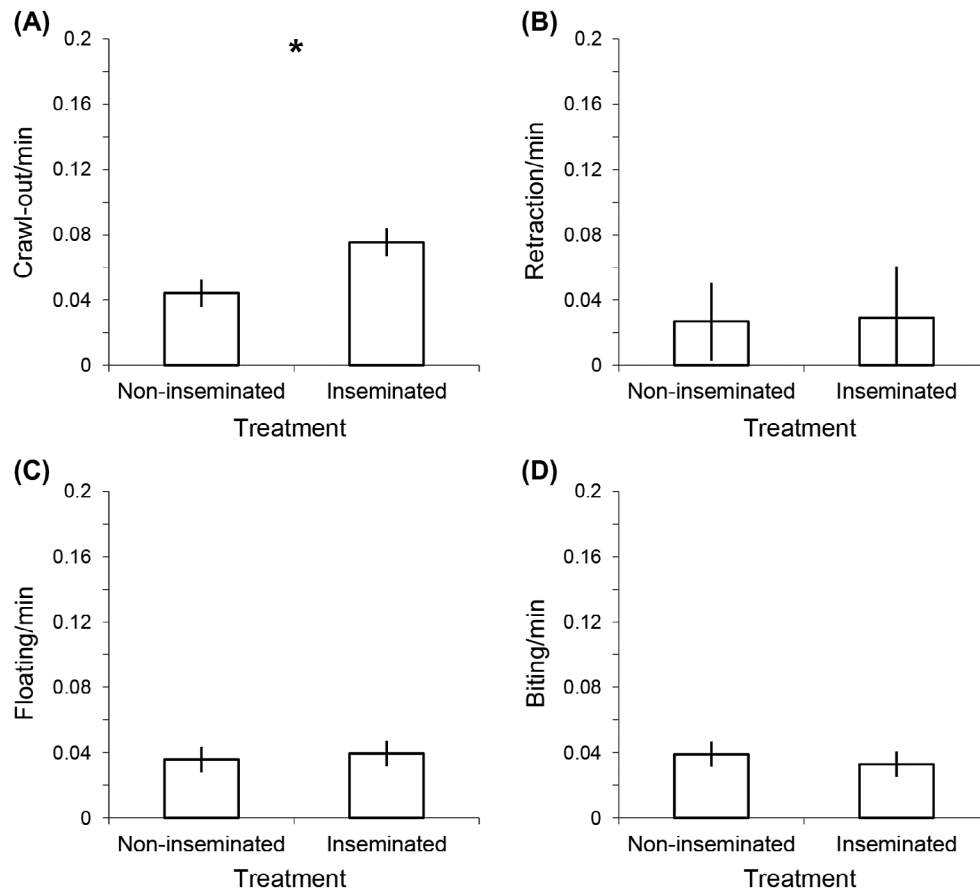 (A)
0.2
*
0.16
0.12
0.08
0.04
0
Crawl-out/min
Non-inseminated Inseminated
Treatment
(B)
0.2
0.16
0.12
0.08
0.04
0
Retraction/min
Non-inseminated Inseminated
Treatment
(C)
0.2
0.16
0.12
0.08
0.04
0
Floating/min
Non-inseminated Inseminated
Treatment
(D)
0.2
0.16
0.12
0.08
0.04
0
Biting/min
Non-inseminated Inseminated
Treatment